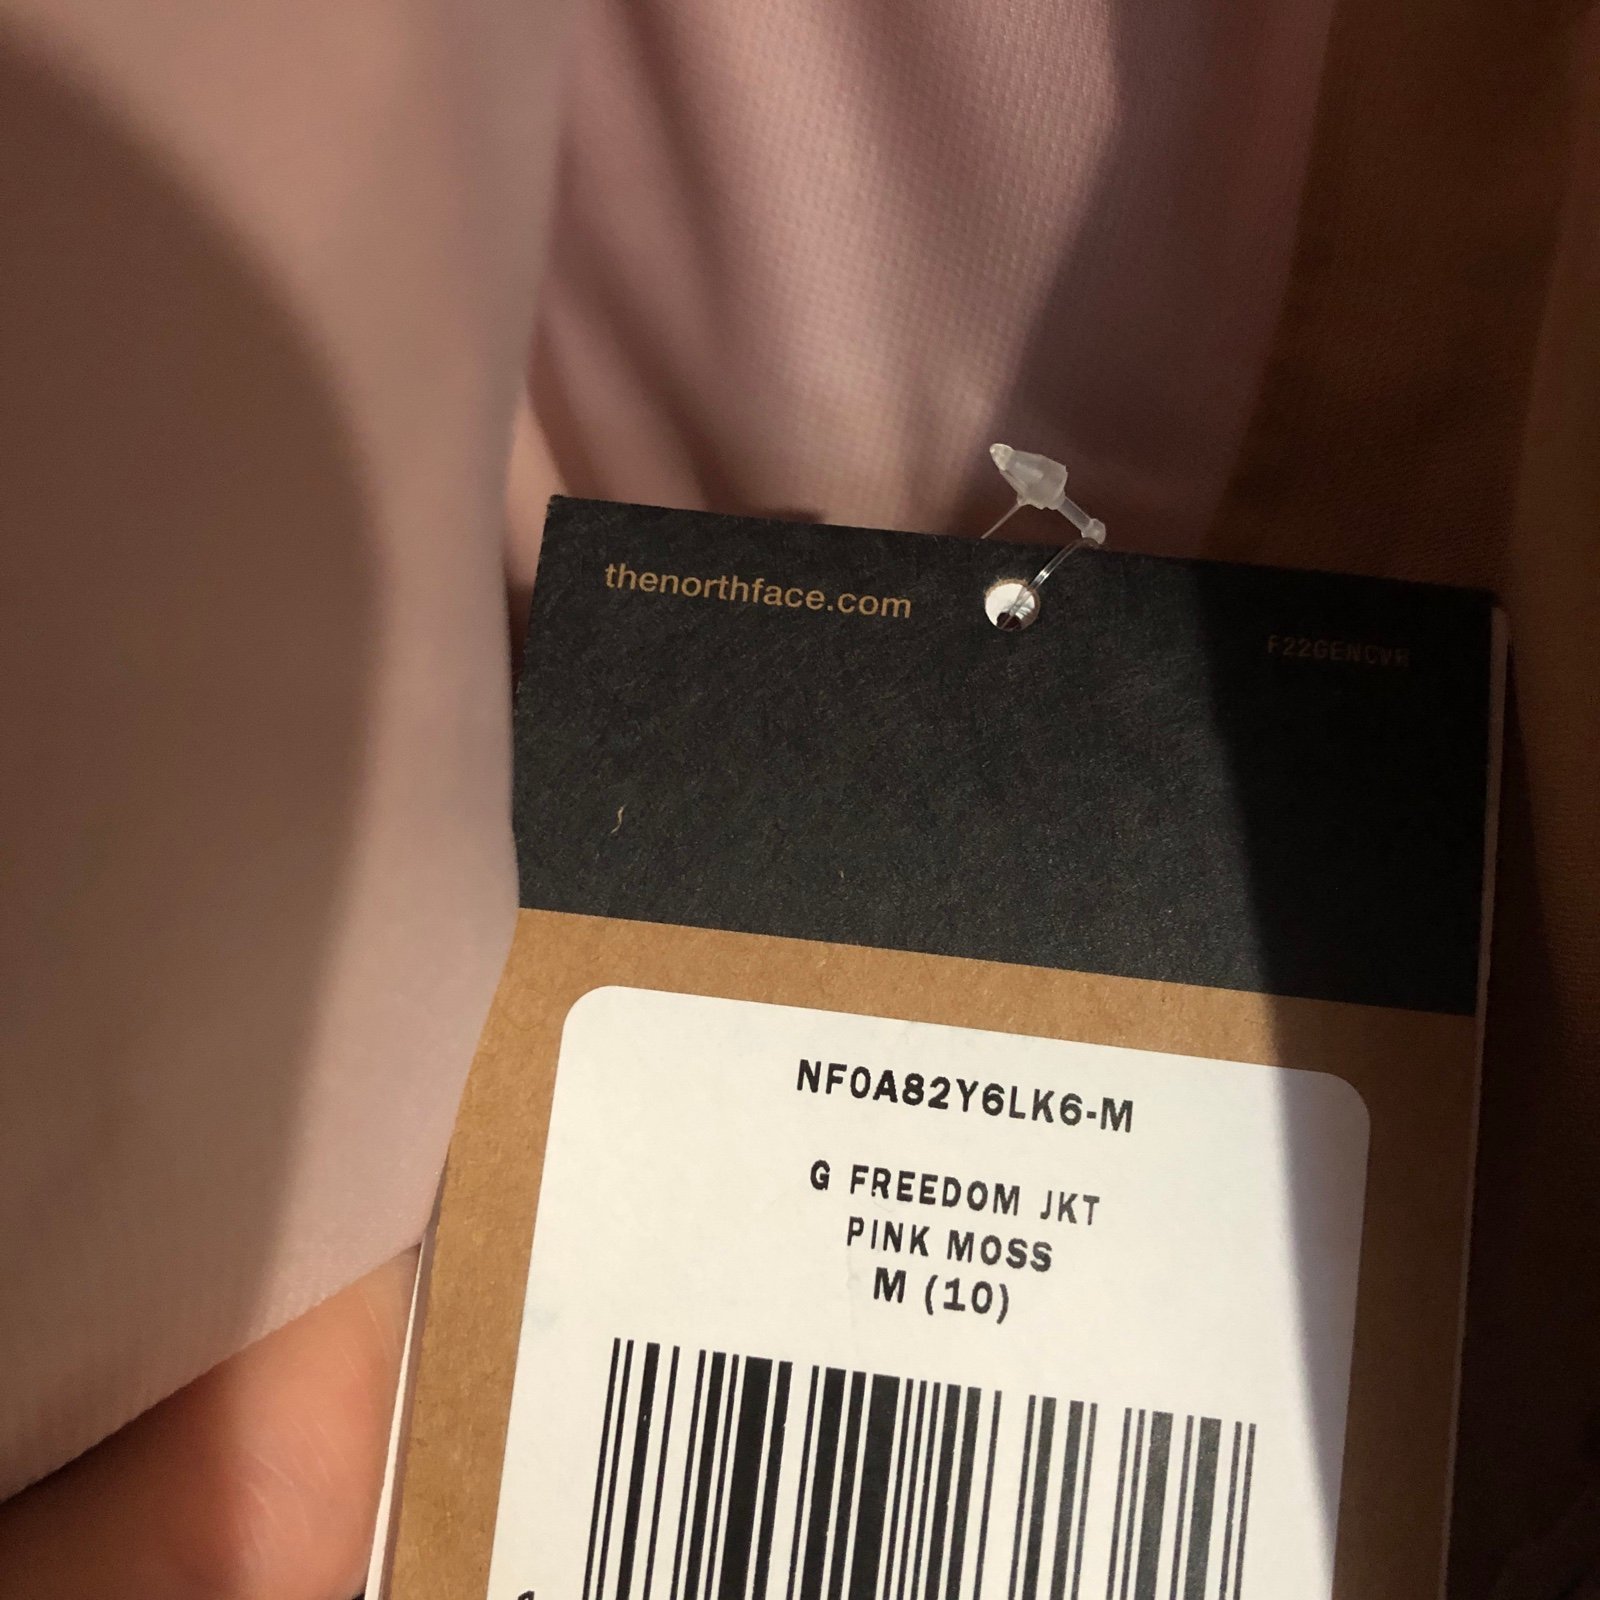 thenorthface.com
F22GENCVR
NF0A82Y6LK6-M
G FREEDOM JKT
PINK MOSS
M (10)